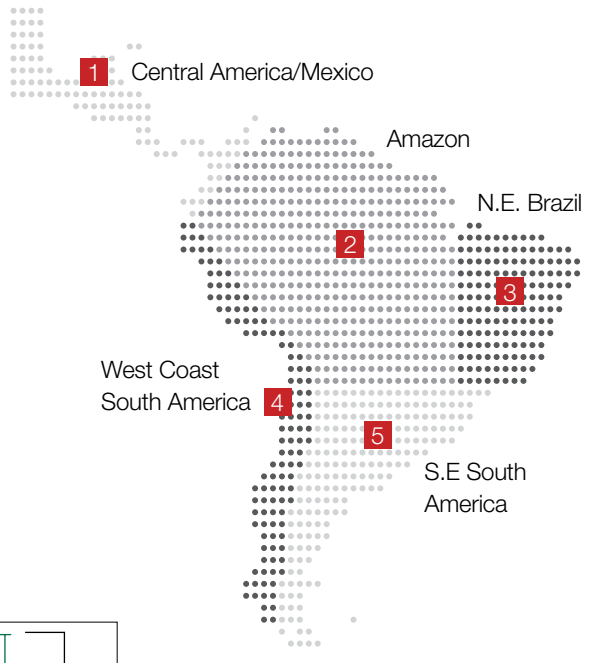 1 Central America/Mexico
Amazon
N.E. Brazil
2
3
West Coast
South America 4
5
S.E South
America